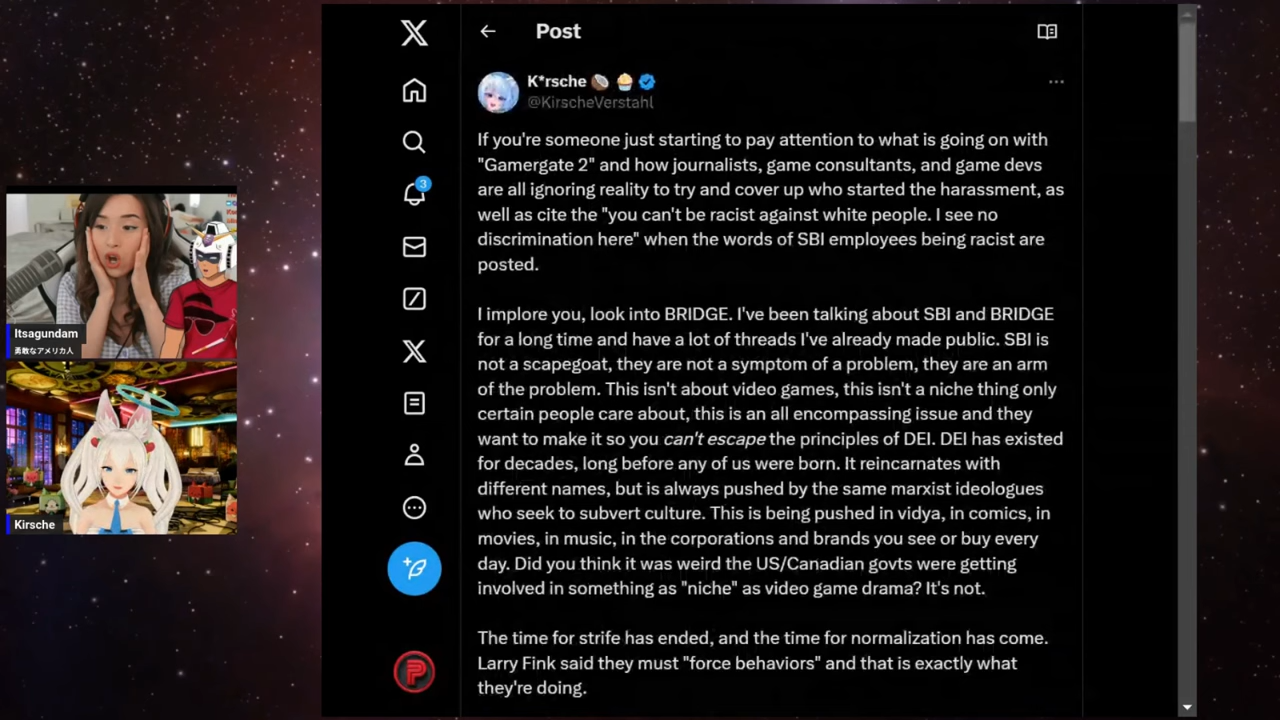 Post
K*rsche
@KirscheVerstahl
If you're someone just starting to pay attention to what is going on with
"Gamergate 2" and how journalists, game consultants, and game devs
are all ignoring reality to try and cover up who started the harassment, as
well as cite the "you can't be racist against white people. I see no
discrimination here" when the words of SBI employees being racist are
posted.
I implore you, look into BRIDGE. I've been talking about SBI and BRIDGE
for a long time and have a lot of threads I've already made public. SBI is
not a scapegoat, they are not a symptom of a problem, they are an arm
of the problem. This isn't about video games, this isn't a niche thing only
certain people care about, this is an all encompassing issue and they
want to make it so you can't escape the principles of DEI. DEI has existed
for decades, long before any of us were born. It reincarnates with
different names, but is always pushed by the same marxist ideologues
who seek to subvert culture. This is being pushed in vidya, in comics, in
movies, in music, in the corporations and brands you see or buy every
day. Did you think it was weird the US/Canadian govts were getting
involved in something as "niche" as video game drama? It's not.
The time for strife has ended, and the time for normalization has come.
Larry Fink said they must "force behaviors" and that is exactly what
they're doing.
3
Itsagundam
勇敢なアメリカ人
Kirsche